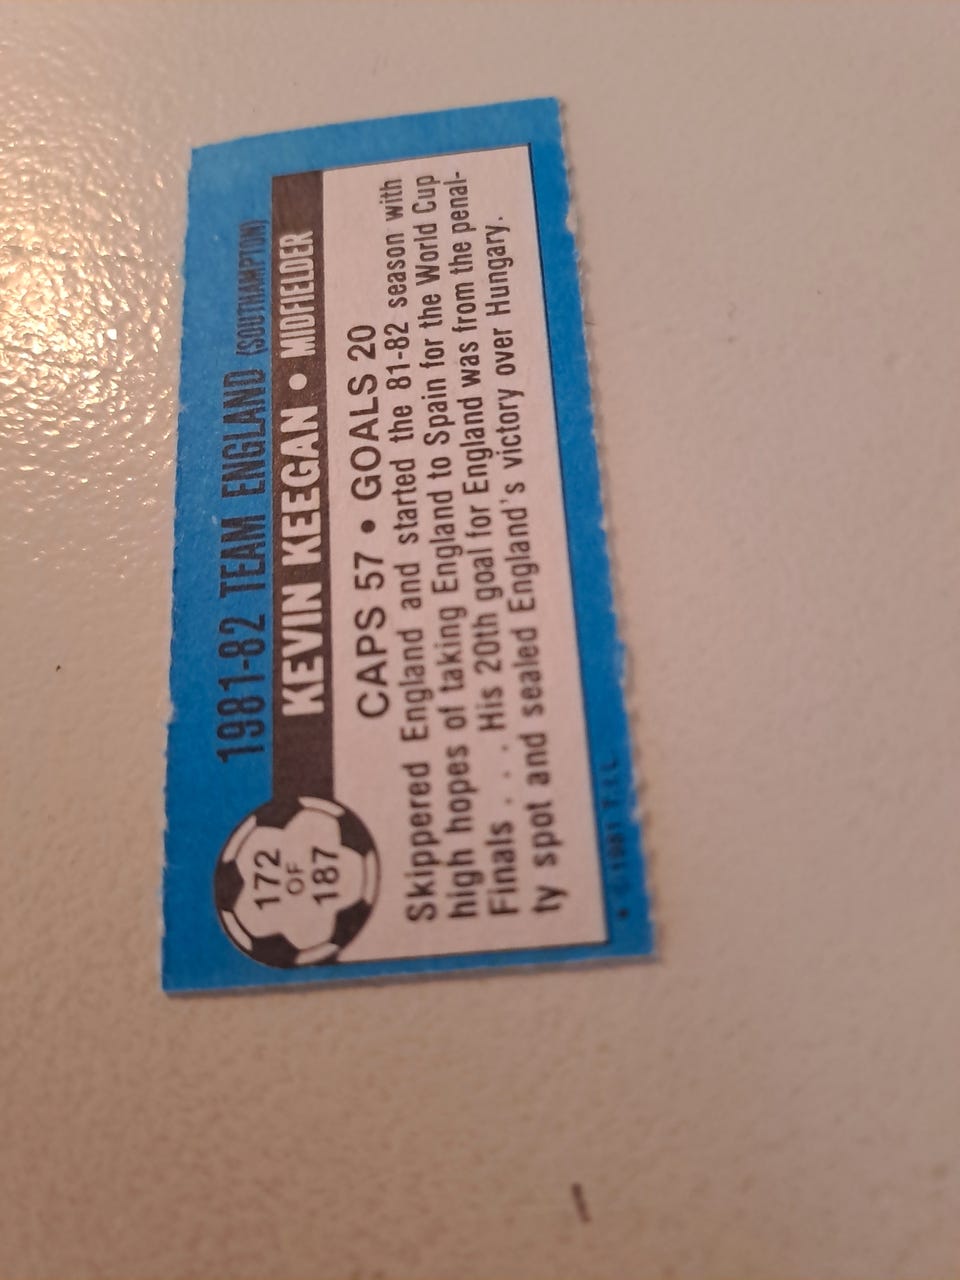 1981-82 TEAM ENGLAND (SOUTHAMPTON)
KEVIN KEEGAN • MIDFIELDER
172
OF
187
CAPS 57 • GOALS 20
Skippered England and started the 81-82 season with
high hopes of taking England to Spain for the World Cup
Finals . . . His 20th goal for England was from the penal-
ty spot and sealed England's victory over Hungary.
* © 1981 T.C.L.